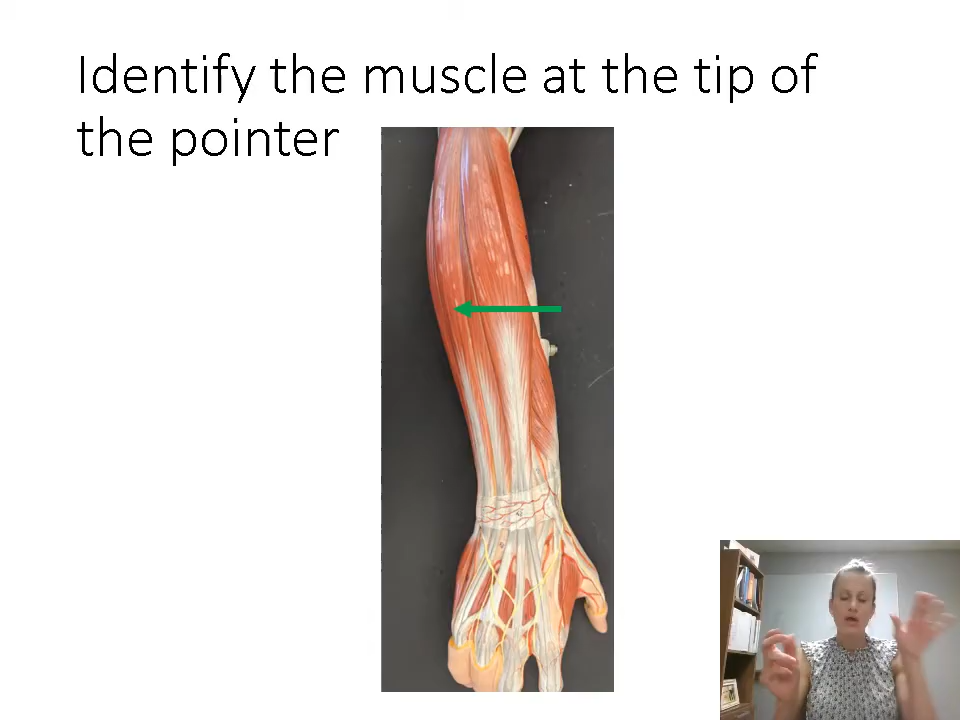 Identify the muscle at the tip of
the pointer